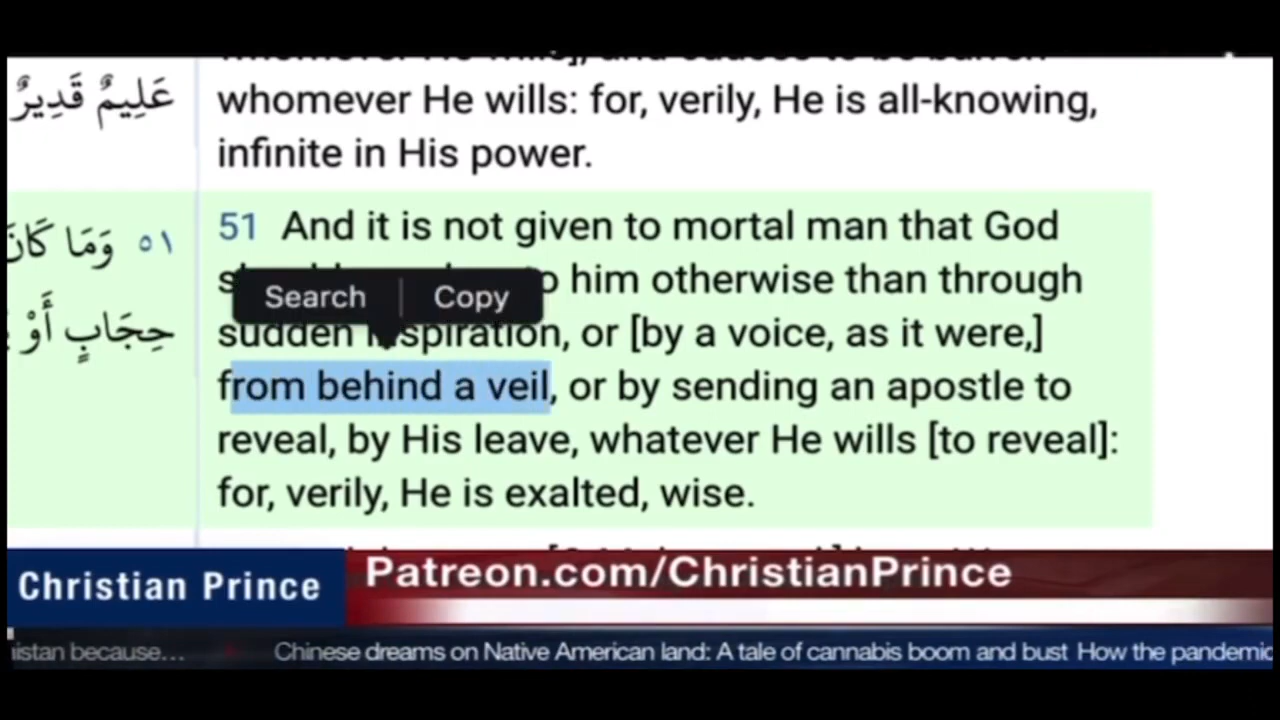 whomever He wills: for, verily, He is all-knowing,
عَلِيمٌ قَدِيرٌ
infinite in His power.
51 And it is not given to mortal man that God
٥١ وَمَا كَانَ
him otherwise than through
Search Copy
sudden inspiration, or [by a voice, as it were,]
حِجَابٍ أَوْ
from behind a veil, or by sending an apostle to
reveal, by His leave, whatever He wills [to reveal]:
for, verily, He is exalted, wise.
Christian Prince
Patreon.com/ChristianPrince
istan because...
Chinese dreams on Native American land: A tale of cannabis boom and bust How the pandemic